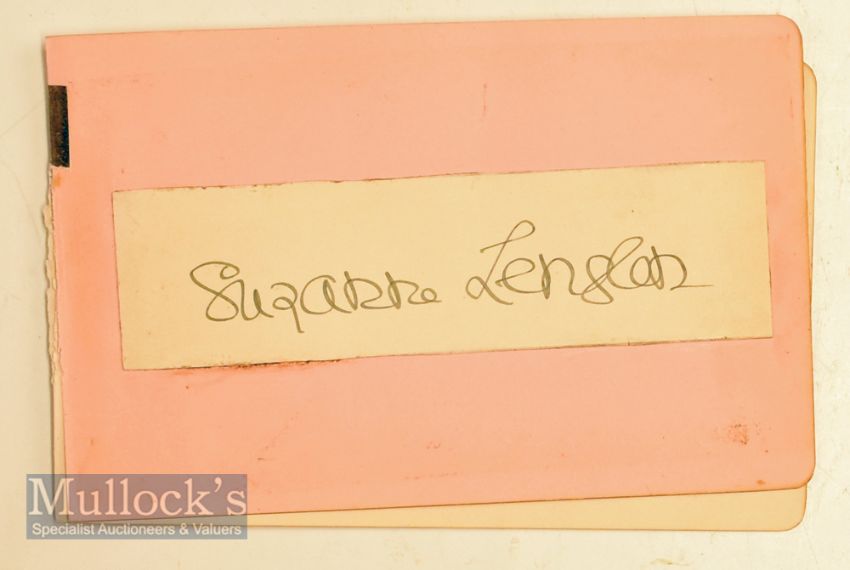 Suzanne Lenglen
Mullock's
Specialist Auctioneers & Valuers